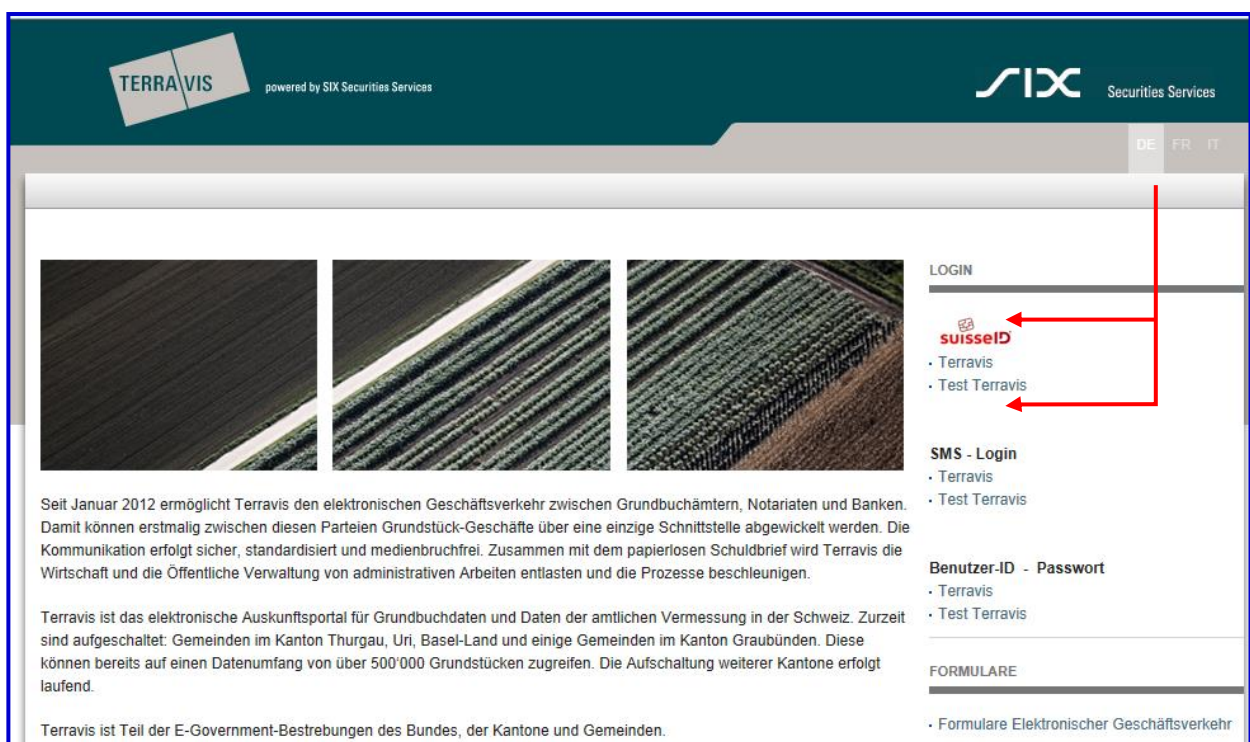 TERRAVIS
powered by SIX Securities Services
SIX
Securities Services
DE FR IT
LOGIN
suisseID
· Terravis
· Test Terravis
SMS - Login
· Terravis
· Test Terravis
Benutzer-ID - Passwort
· Terravis
· Test Terravis
FORMULARE
· Formulare Elektronischer Geschäftsverkehr
Seit Januar 2012 ermöglicht Terravis den elektronischen Geschäftsverkehr zwischen Grundbuchämtern, Notariaten und Banken.
Damit können erstmalig zwischen diesen Parteien Grundstück-Geschäfte über eine einzige Schnittstelle abgewickelt werden. Die
Kommunikation erfolgt sicher, standardisiert und medienbruchfrei. Zusammen mit dem papierlosen Schuldbrief wird Terravis die
Wirtschaft und die Öffentliche Verwaltung von administrativen Arbeiten entlasten und die Prozesse beschleunigen.
Terravis ist das elektronische Auskunftsportal für Grundbuchdaten und Daten der amtlichen Vermessung in der Schweiz. Zurzeit
sind aufgeschaltet: Gemeinden im Kanton Thurgau, Uri, Basel-Land und einige Gemeinden im Kanton Graubünden. Diese
können bereits auf einen Datenumfang von über 500'000 Grundstücken zugreifen. Die Aufschaltung weiterer Kantone erfolgt
laufend.
Terravis ist Teil der E-Government-Bestrebungen des Bundes, der Kantone und Gemeinden.